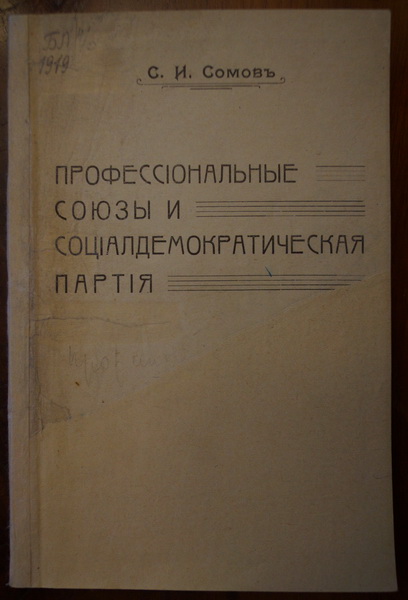 1919
С. И. Сомовъ
ПРОФЕССІОНАЛЬНЫЕ
СОЮЗЫ И
СОЦІАЛДЕМОКРАТИЧЕСКАЯ
ПАРТІЯ